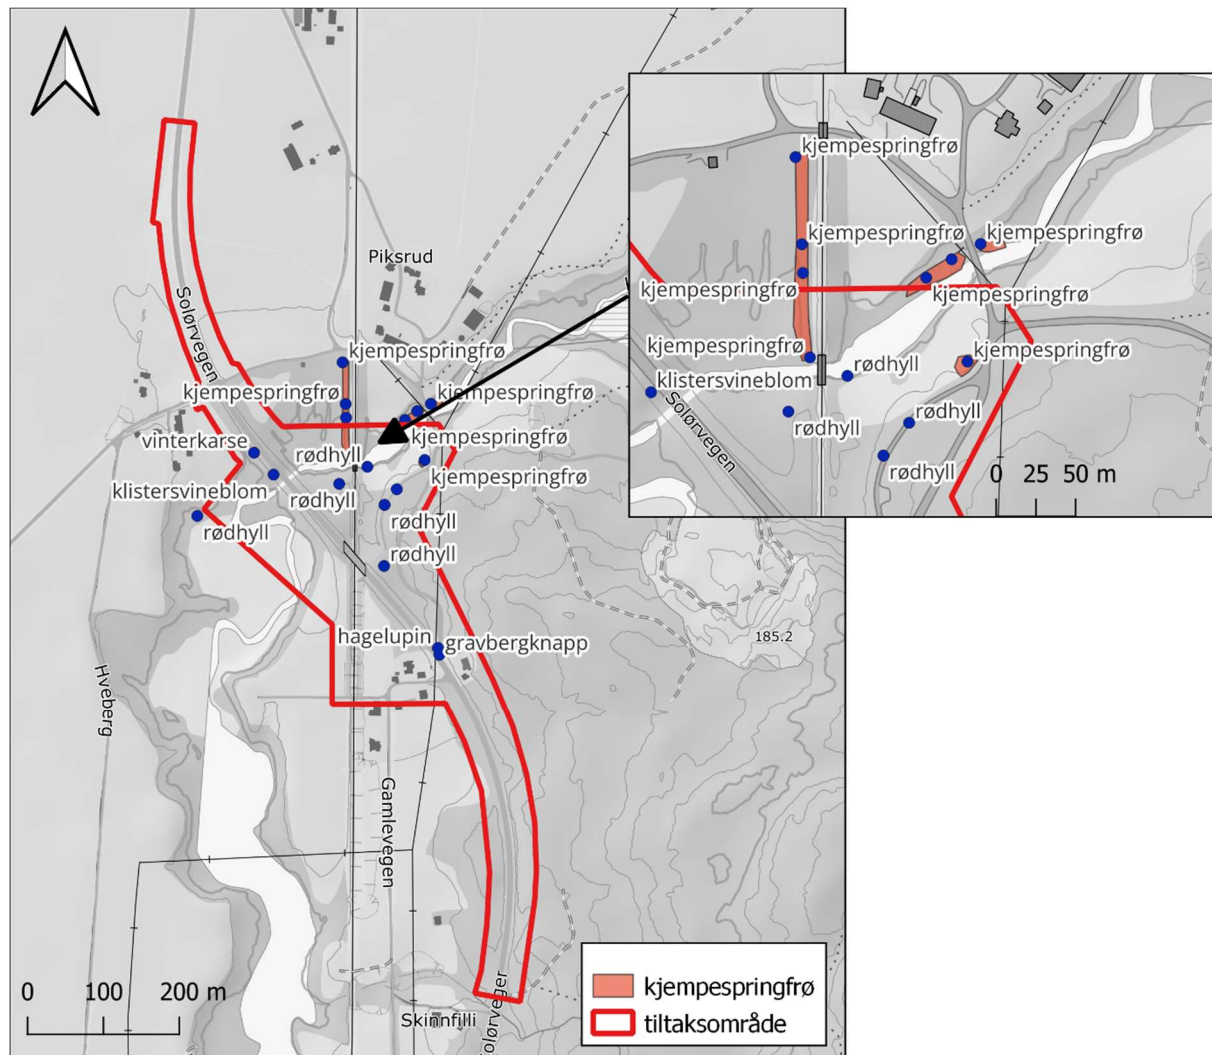 kjempespringfrø
kjempespringfrø
kjempespringfrø
kjempespringfrø
kjempespringfrø
kjempespringfrø
kjempespringfrø
rødhyll
klistersvineblom
rødhyll
rødhyll
rødhyll
Solørvegen
0 25 50 m
Piksrud
Solørvegen
kjempespringfrø
kjempespringfrø
kjempespringfrø
kjempespringfrø
vinterkarse
rødhyll
kjempespringfrø
klistersvineblom
rødhyll
rødhyll
rødhyll
rødhyll
hagelupin
gravbergknapp
185.2
Hveberg
Gamlevegen
0 100 200 m
Skinnfilli
Solørveger
kjempespringfrø
tiltaksområde